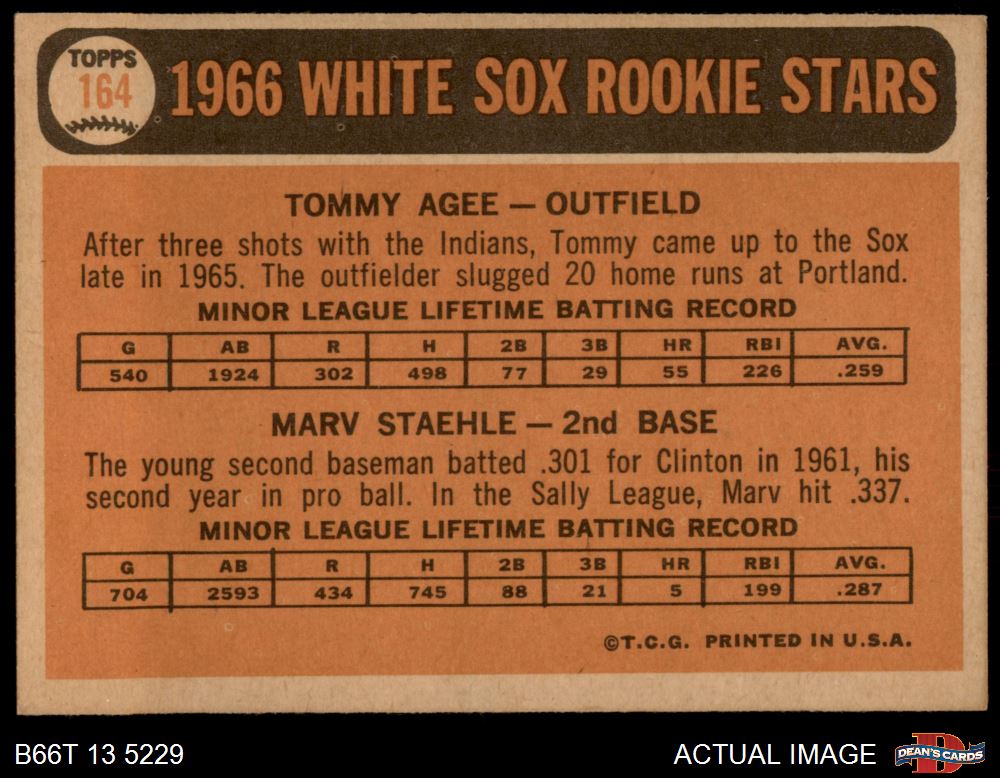 TOPPS
164
1966 WHITE SOX ROOKIE STARS
TOMMY AGEE — OUTFIELD
After three shots with the Indians, Tommy came up to the Sox
late in 1965. The outfielder slugged 20 home runs at Portland.
MINOR LEAGUE LIFETIME BATTING RECORD
G AB R H 2B 3B HR RBI AVG.
540 1924 302 498 77 29 55 226 .259
MARV STAEHLE — 2nd BASE
The young second baseman batted .301 for Clinton in 1961, his
second year in pro ball. In the Sally League, Marv hit .337.
MINOR LEAGUE LIFETIME BATTING RECORD
G AB R H 2B 3B HR RBI AVG.
704 2593 434 745 88 21 5 199 .287
©T.C.G. PRINTED IN U.S.A.
B66T 13 5229
ACTUAL IMAGE
D
DEAN'S CARDS